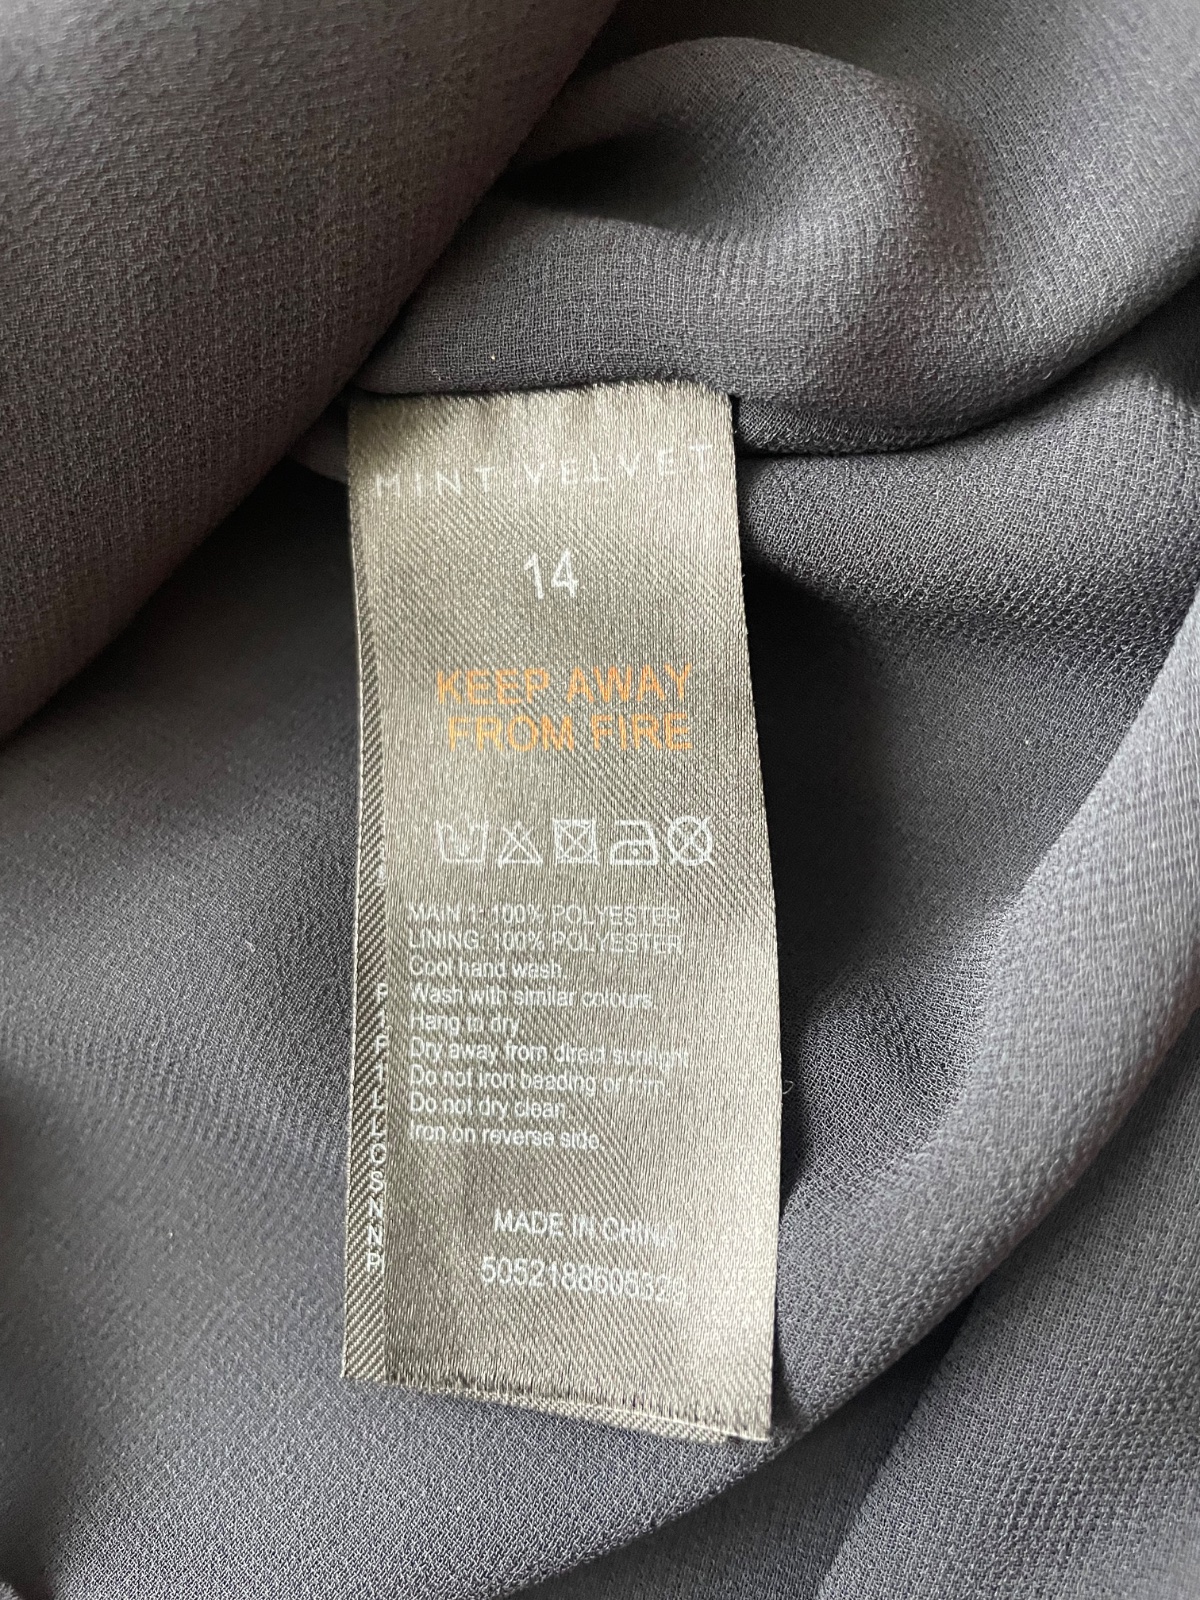 MINT VELVET
14
KEEP AWAY
FROM FIRE
MAIN 1: 100% POLYESTER
LINING: 100% POLYESTER
Cool hand wash.
Wash with similar colours.
Hang to dry
Dry away from direct sunlight
Do not iron beading or trim
Do not dry clean.
Iron on reverse side.
MADE IN CHINA